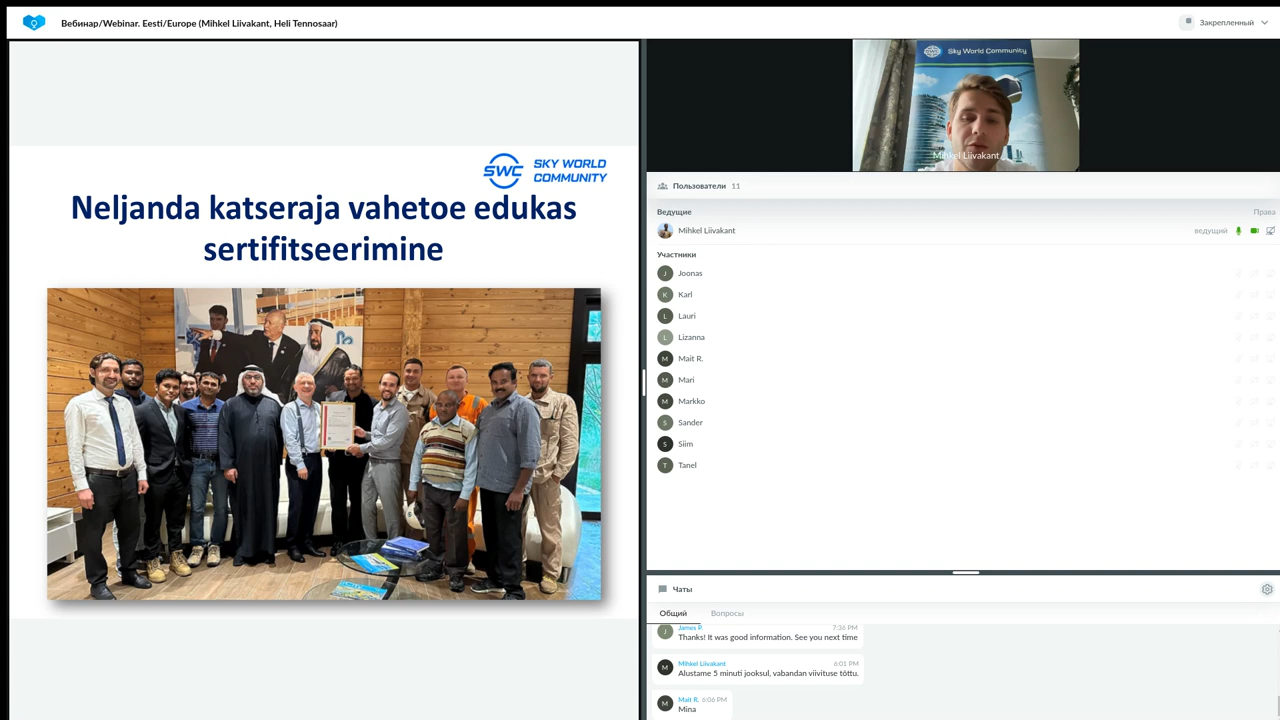 Вебинар/Webinar. Eesti/Europe (Mihkel Liivakant, Heli Tennosaar)
Закрепленный
SWC SKY WORLD
COMMUNITY
Neljanda katseraja vahetoe edukas
sertifitseerimine
Sky World Community
Mihkel Liivakant
Пользователи 11
Ведущие
Права
Mihkel Liivakant
ведущий
Участники
J Joonas
K Karl
L Lauri
L Lizanna
M Mait R.
M Mari
M Markko
S Sander
S Siim
T Tanel
Чаты
Общий Вопросы
J James P. 7:36 PM
Thanks! It was good information. See you next time
M Mihkel Liivakant 6:01 PM
Alustame 5 minuti jooksul, vabandan viivituse tõttu.
M Mait R. 6:06 PM
Mina